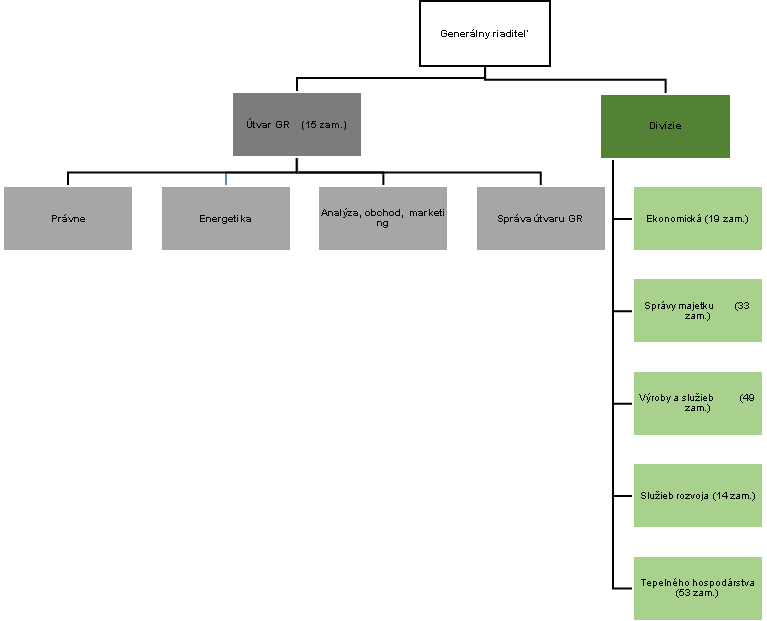 Generálny riaditeľ
Útvar GR (15 zam.)
Divízie
Právne
Energetika
Analýza, obchod, marketi
ng
Správa útvaru GR
Ekonomická (19 zam.)
Správy majetku (33
zam.)
Výroby a služieb (49
zam.)
Služieb rozvoja (14 zam.)
Tepelného hospodárstva
(53 zam.)